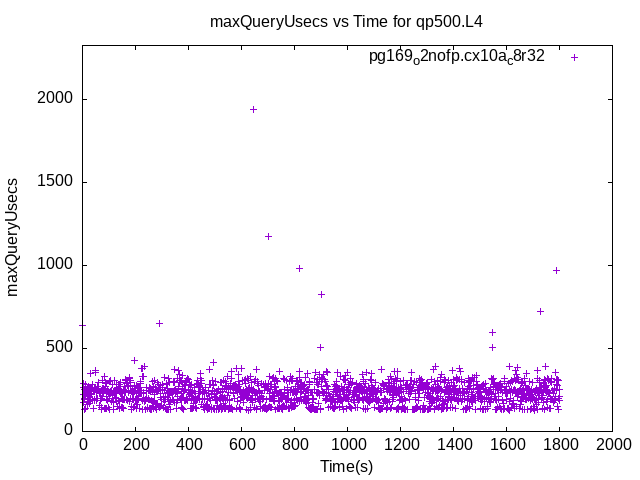 maxQueryUsecs vs Time for qp500.L4
pg169o2nofp.cx10ac8r32
2000
1500
1000
500
0
maxQueryUsecs
0 200 400 600 800 1000 1200 1400 1600 1800 2000
Time(s)